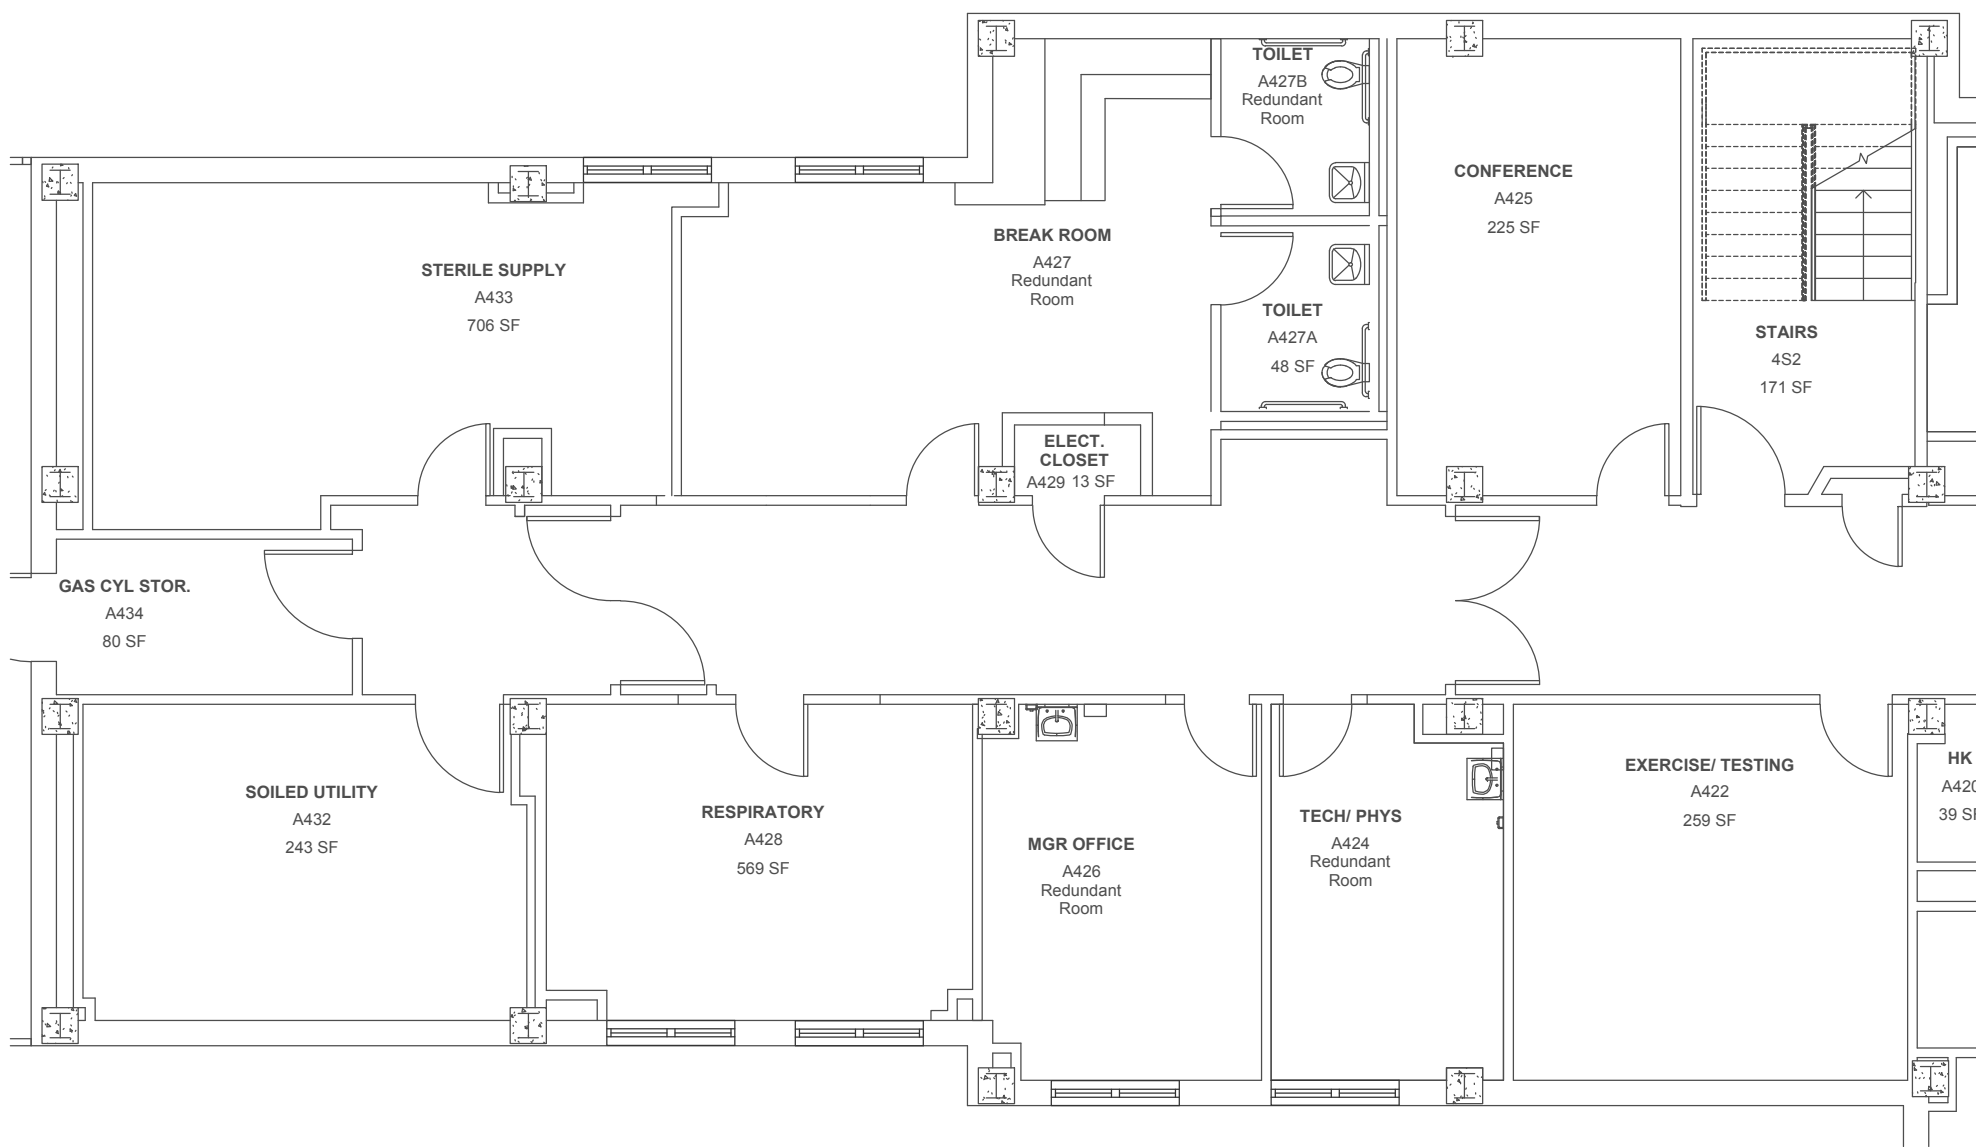 TOILET
A427B
Redundant
Room
CONFERENCE
A425
225 SF
N
BREAK ROOM
A427
Redundant
Room
STERILE SUPPLY
A433
706 SF
TOILET
A427A
48 SF
STAIRS
4S2
171 SF
ELECT.
CLOSET
A429 13 SF
GAS CYL STOR.
A434
80 SF
SOILED UTILITY
A432
243 SF
RESPIRATORY
A428
569 SF
MGR OFFICE
A426
Redundant
Room
TECH/ PHYS
A424
Redundant
Room
EXERCISE/ TESTING
A422
259 SF
HK
A420
39 SF